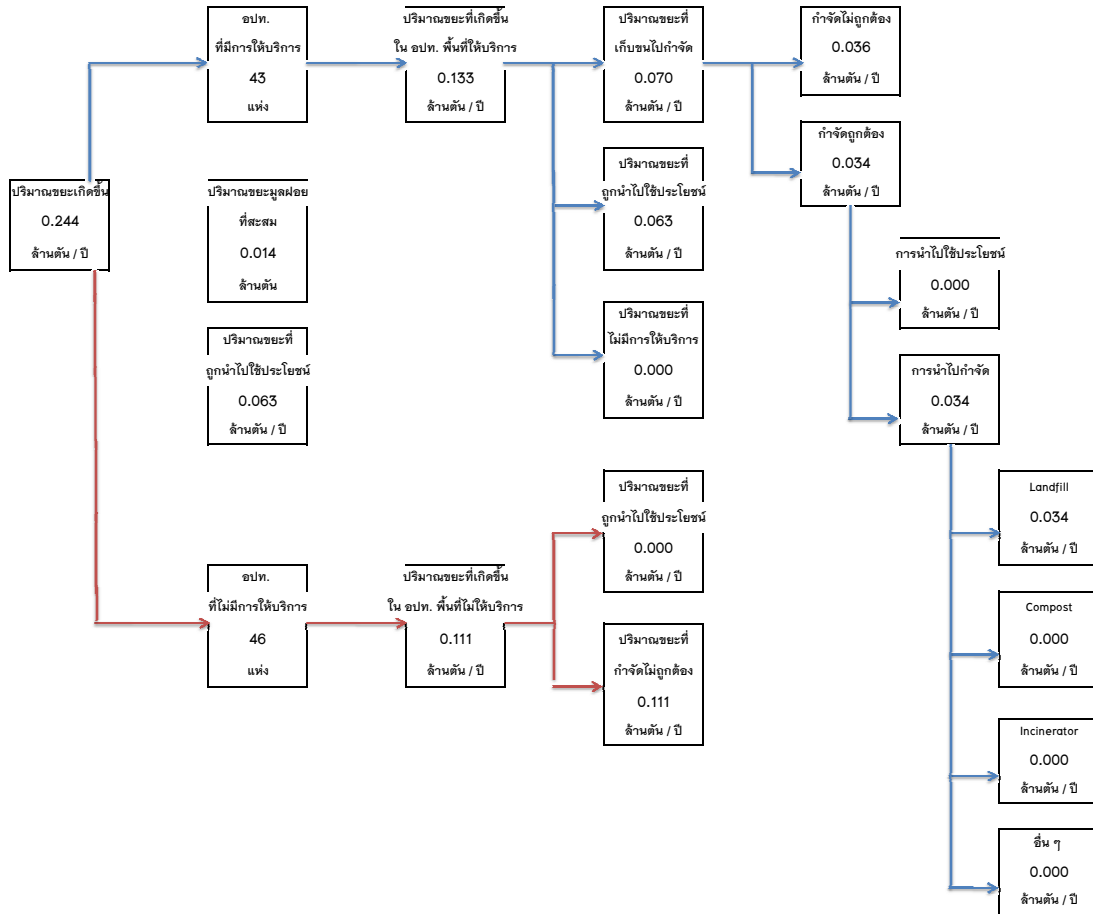 ปริมาณขยะเกิดขึ้น
0.244
ล้านตัน / ปี
อปท.
ที่มีการให้บริการ
43
แห่ง
ปริมาณขยะที่เกิดขึ้น
ใน อปท. พื้นที่ให้บริการ
0.133
ล้านตัน / ปี
ปริมาณขยะที่
เก็บขนไปกำจัด
0.070
ล้านตัน / ปี
กำจัดไม่ถูกต้อง
0.036
ล้านตัน / ปี
กำจัดถูกต้อง
0.034
ล้านตัน / ปี
ปริมาณขยะมูลฝอย
ที่สะสม
0.014
ล้านตัน
ปริมาณขยะที่
ถูกนำไปใช้ประโยชน์
0.063
ล้านตัน / ปี
ปริมาณขยะที่
ถูกนำไปใช้ประโยชน์
0.063
ล้านตัน / ปี
ปริมาณขยะที่
ไม่มีการให้บริการ
0.000
ล้านตัน / ปี
การนำไปใช้ประโยชน์
0.000
ล้านตัน / ปี
การนำไปกำจัด
0.034
ล้านตัน / ปี
อปท.
ที่ไม่มีการให้บริการ
46
แห่ง
ปริมาณขยะที่เกิดขึ้น
ใน อปท. พื้นที่ไม่ให้บริการ
0.111
ล้านตัน / ปี
ปริมาณขยะที่
ถูกนำไปใช้ประโยชน์
0.000
ล้านตัน / ปี
ปริมาณขยะที่
กำจัดไม่ถูกต้อง
0.111
ล้านตัน / ปี
Landfill
0.034
ล้านตัน / ปี
Compost
0.000
ล้านตัน / ปี
Incinerator
0.000
ล้านตัน / ปี
อื่น ๆ
0.000
ล้านตัน / ปี